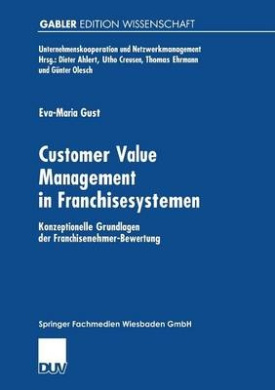 GABLER EDITION WISSENSCHAFT
Unternehmenskooperation und Netzwerkmanagement
Hrsg.: Dieter Ahlert, Utho Creusen, Thomas Ehrmann
und Günter Olesch
Eva-Maria Gust
Customer Value
Management
in Franchisesystemen
Konzeptionelle Grundlagen
der Franchisenehmer-Bewertung
Springer Fachmedien Wiesbaden GmbH
DUV